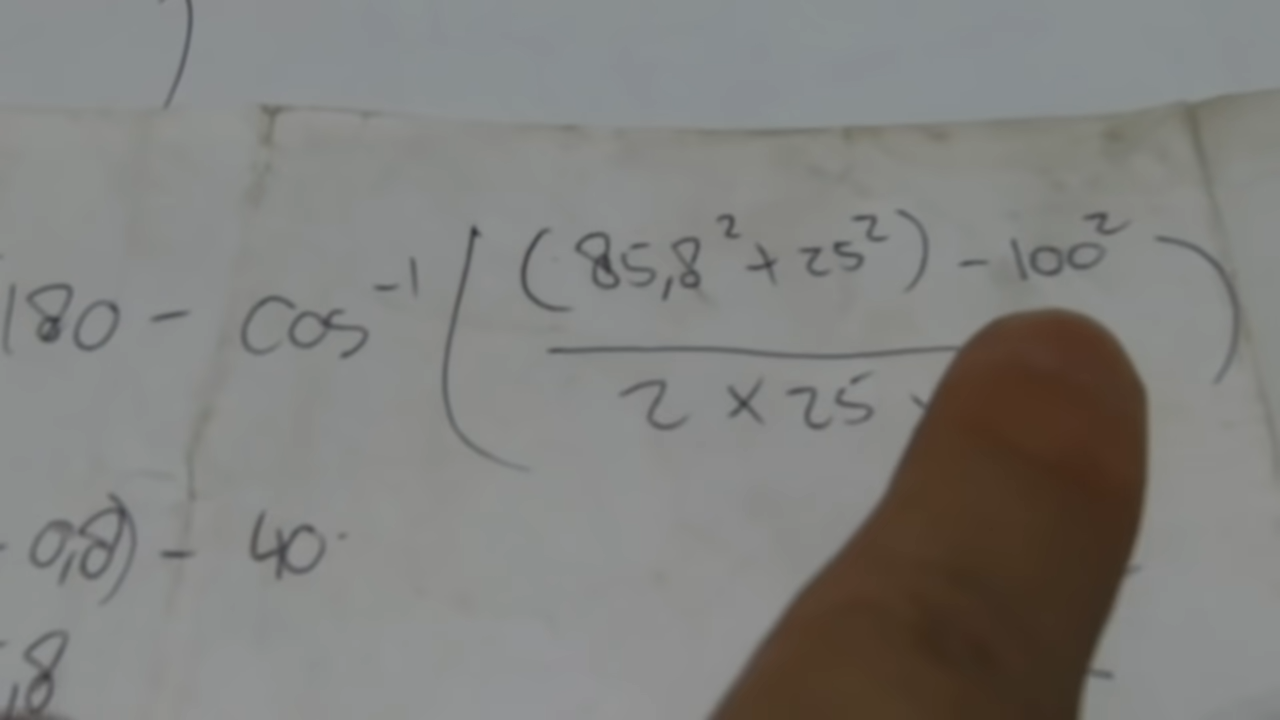 180 - cos⁻¹ ( (85,8² + 25²) - 100² )
2 × 25 ×
0,8) - 40
,8